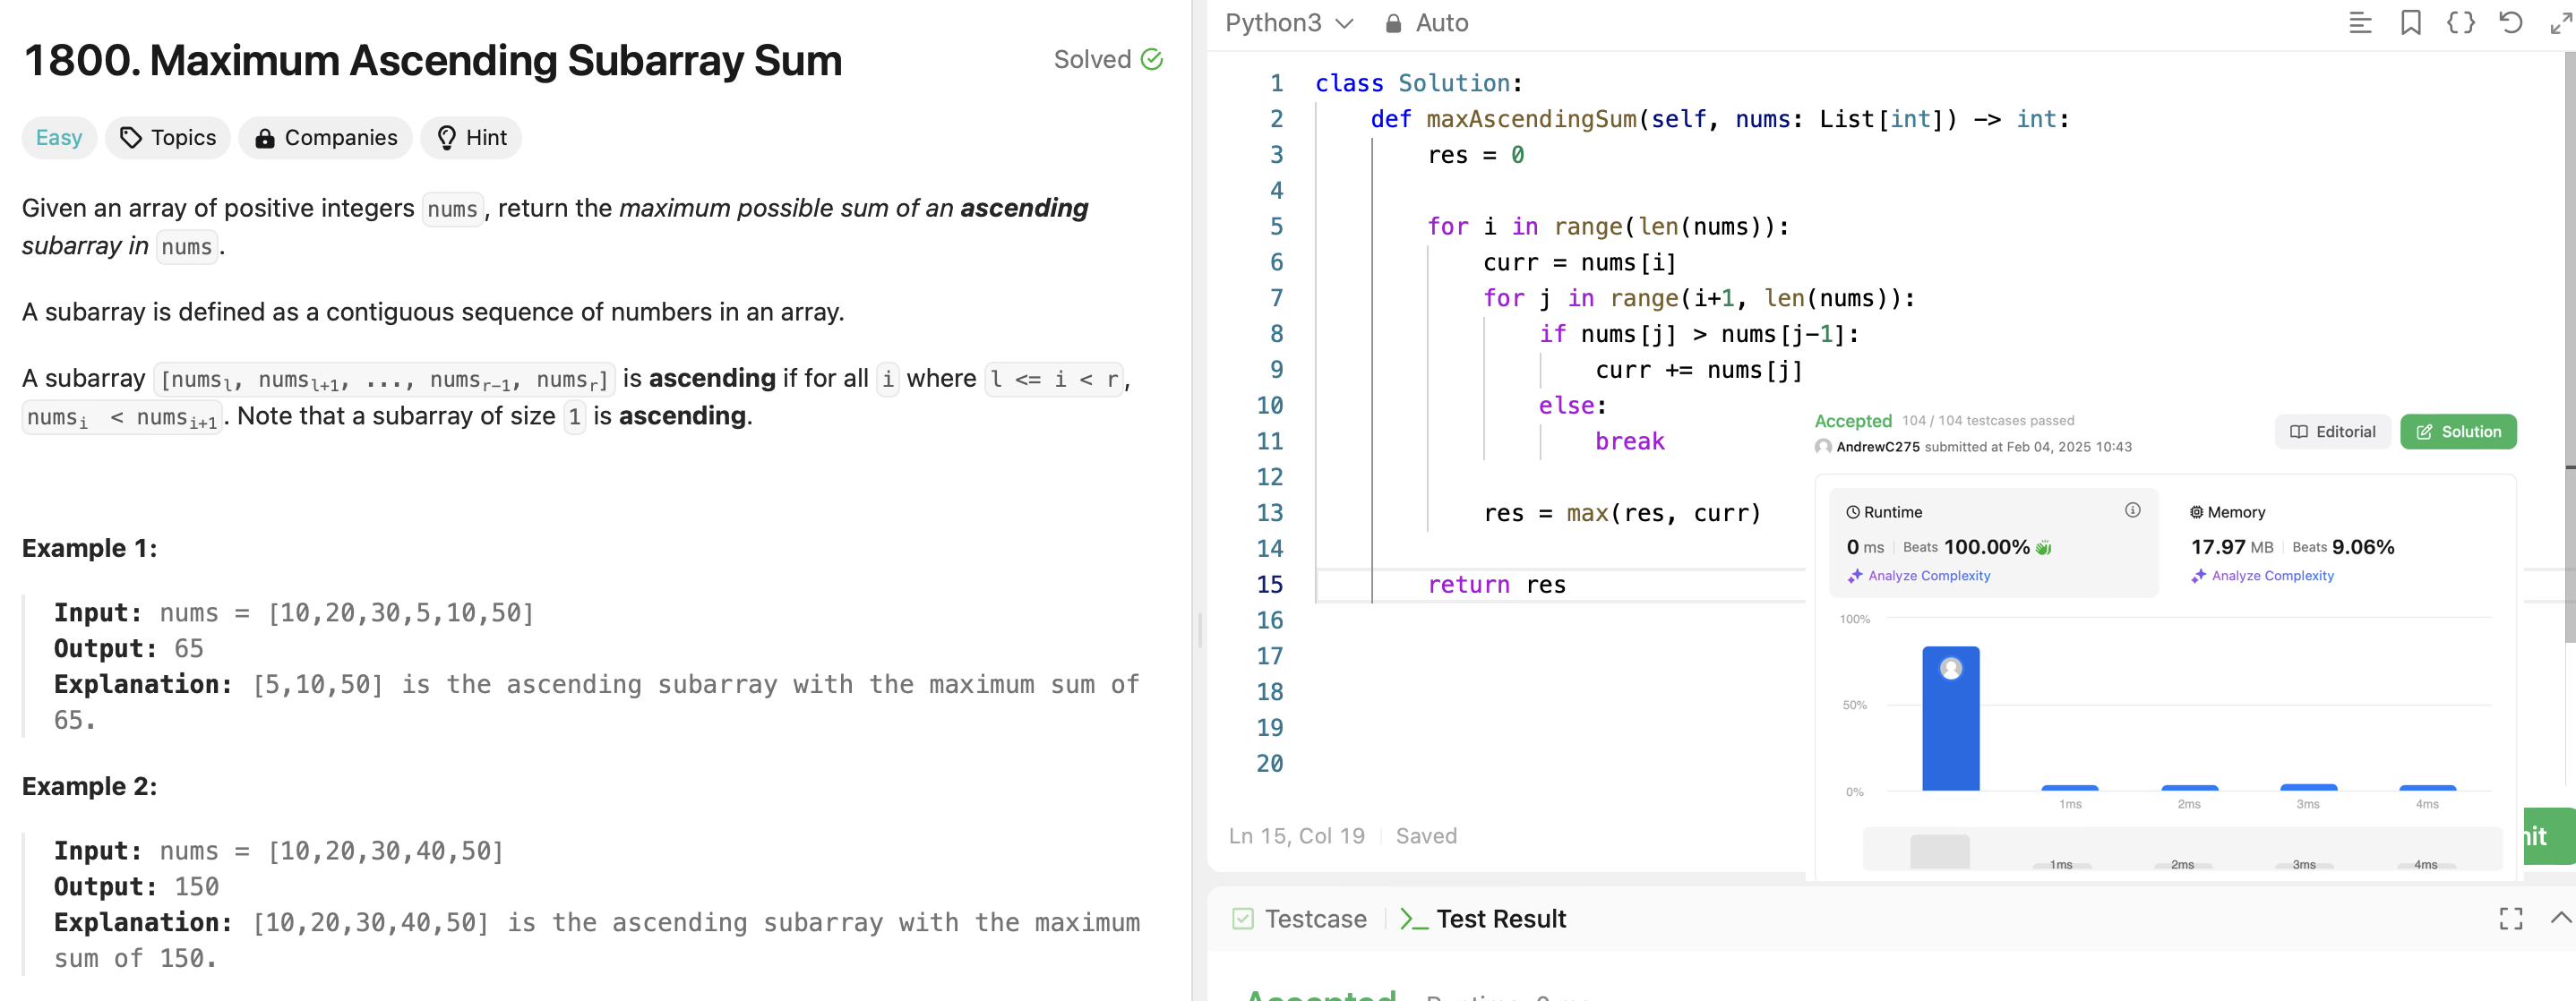 1800. Maximum Ascending Subarray Sum
Solved
Easy Topics Companies Hint
Given an array of positive integers nums, return the maximum possible sum of an ascending
subarray in nums.
A subarray is defined as a contiguous sequence of numbers in an array.
A subarray [numsl, numsl+1, ..., numsr-1, numsr] is ascending if for all i where l <= i < r,
numsi < numsi+1. Note that a subarray of size 1 is ascending.
Example 1:
Input: nums = [10,20,30,5,10,50]
Output: 65
Explanation: [5,10,50] is the ascending subarray with the maximum sum of
65.
Example 2:
Input: nums = [10,20,30,40,50]
Output: 150
Explanation: [10,20,30,40,50] is the ascending subarray with the maximum
sum of 150.
Python3 Auto
1 class Solution:
2 def maxAscendingSum(self, nums: List[int]) -> int:
3 res = 0
4
5 for i in range(len(nums)):
6 curr = nums[i]
7 for j in range(i+1, len(nums)):
8 if nums[j] > nums[j-1]:
9 curr += nums[j]
10 else:
11 break
12
13 res = max(res, curr)
14
15 return res
16
17
18
19
20
Ln 15, Col 19 Saved
Accepted 104 / 104 testcases passed
AndrewC275 submitted at Feb 04, 2025 10:43
Editorial Solution
Runtime
0 ms Beats 100.00%
Analyze Complexity
Memory
17.97 MB Beats 9.06%
Analyze Complexity
100%
50%
0%
1ms 2ms 3ms 4ms
1ms 2ms 3ms 4ms
Testcase Test Result
Accepted